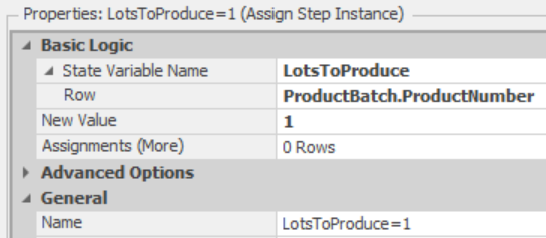 Properties: LotsToProduce=1 (Assign Step Instance)
Basic Logic
State Variable Name LotsToProduce
Row ProductBatch.ProductNumber
New Value 1
Assignments (More) 0 Rows
Advanced Options
General
Name LotsToProduce=1